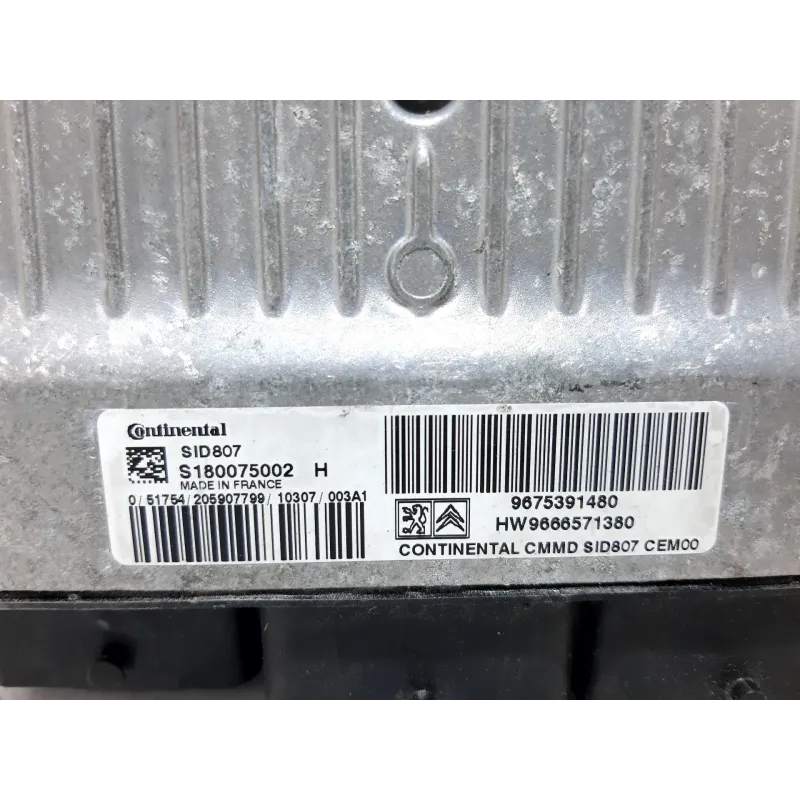 Continental
SID807
S180075002 H
MADE IN FRANCE
0/51754/205907799/10307/003A1
9675391480
HW9666571380
CONTINENTAL CMMD SID807 CEM00